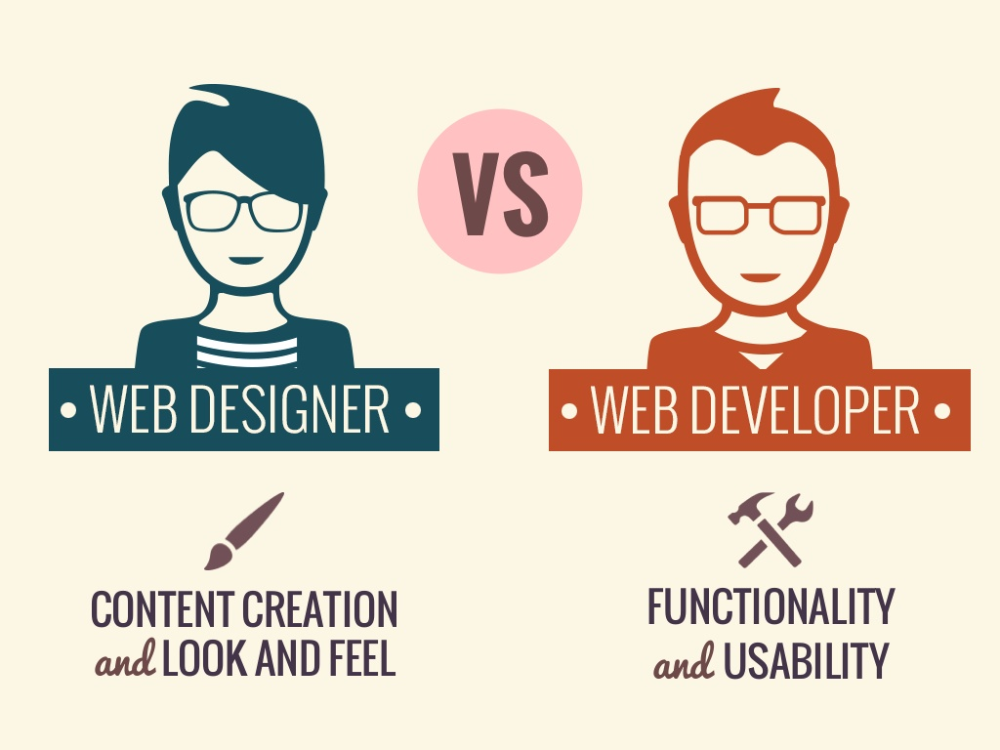 VS
• WEB DESIGNER •
CONTENT CREATION
and LOOK AND FEEL
• WEB DEVELOPER •
FUNCTIONALITY
and USABILITY